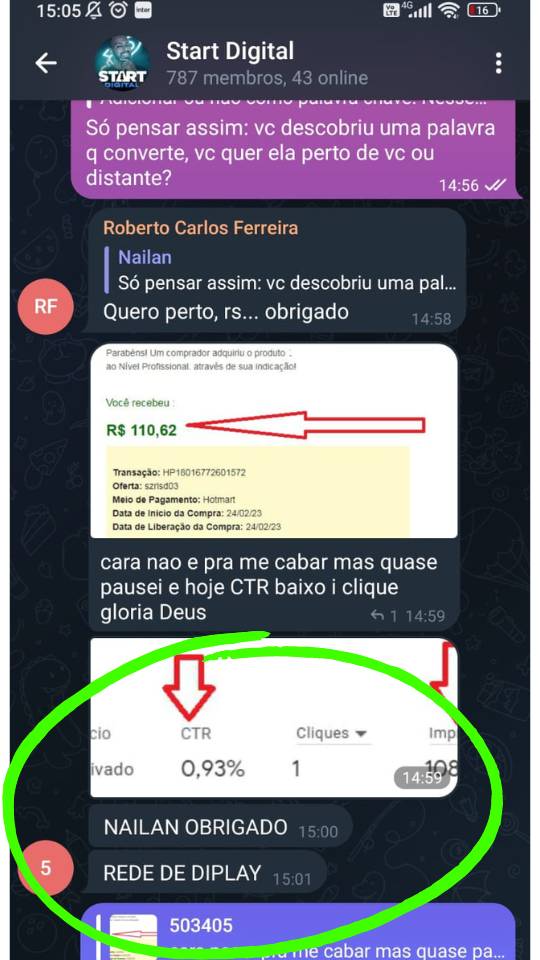 15:05
inter
Vo LTE 4G 16
START DIGITAL
Start Digital
787 membros, 43 online
Adicionar ou não como palavra chave. Nesse...
Só pensar assim: vc descobriu uma palavra
q converte, vc quer ela perto de vc ou
distante?
14:56
Roberto Carlos Ferreira
Nailan
Só pensar assim: vc descobriu uma pal...
RF
Quero perto, rs... obrigado
14:58
Parabéns! Um comprador adquiriu o produto
ao Nível Profissional. através de sua indicação!
Você recebeu :
R$ 110,62
Transação: HP16016772601572
Oferta: szrlsd03
Meio de Pagamento: Hotmart
Data de Início da Compra: 24/02/23
Data de Liberação da Compra: 24/02/23
cara nao e pra me cabar mas quase
pausei e hoje CTR baixo i clique
gloria Deus
1 14:59
cio CTR Cliques Imp
ivado 0,93% 1 108
14:59
NAILAN OBRIGADO 15:00
5
REDE DE DIPLAY 15:01
503405
cara nao e pra me cabar mas quase pa...